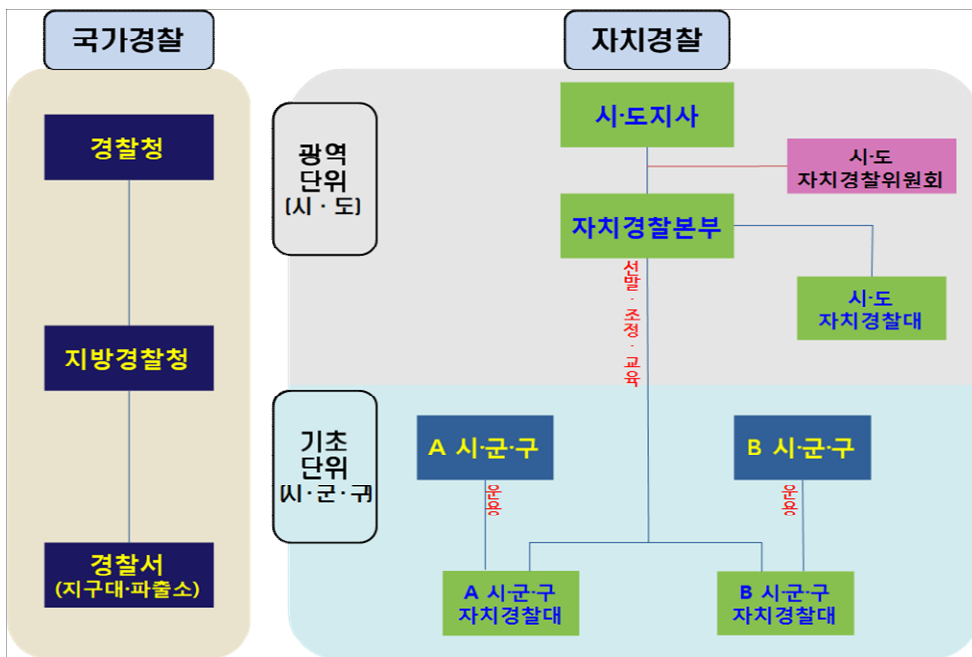 국가경찰
자치경찰
경찰청
지방경찰청
경찰서
(지구대·파출소)
광역
단위
(시·도)
시·도지사
시·도
자치경찰위원회
자치경찰본부
선발·조정·교육
시·도
자치경찰대
기초
단위
(시·군·구)
A 시·군·구
B 시·군·구
운용
운용
A 시·군·구
자치경찰대
B 시·군·구
자치경찰대